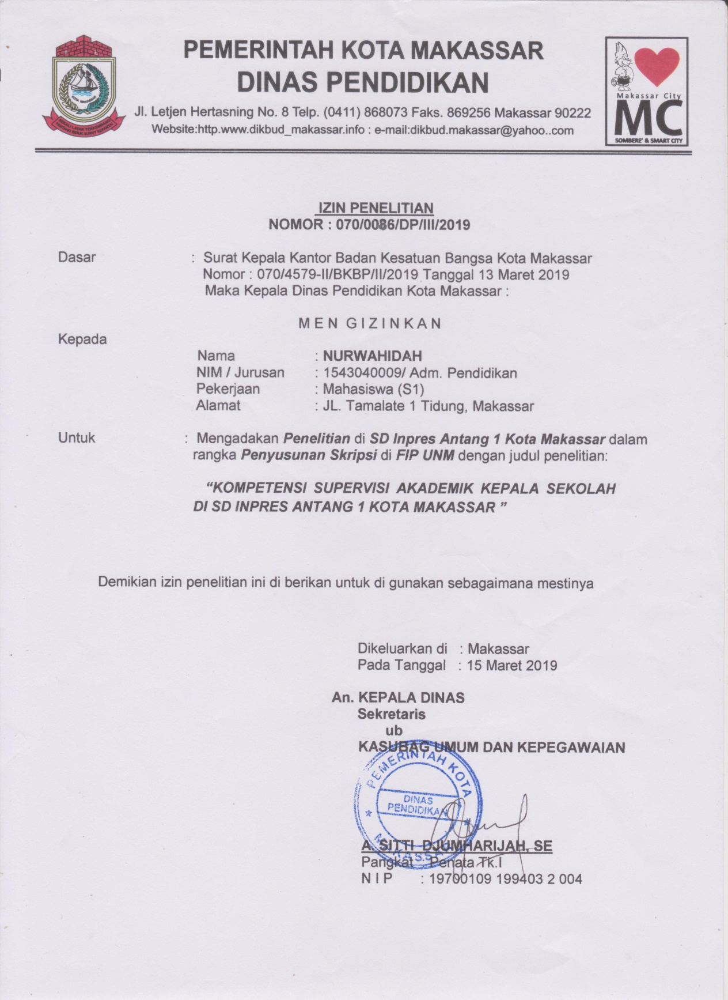 PEMERINTAH KOTA MAKASSAR
DINAS PENDIDIKAN
Jl. Letjen Hertasning No. 8 Telp. (0411) 868073 Faks. 869256 Makassar 90222
Website:http.www.dikbud_makassar.info : e-mail:dikbud.makassar@yahoo..com
KOTA MAKASSAR
SEKALI LAYAR TERKEMBANG
PANTANG BIDUK SURUT KEPANTAI
Makassar City
MC
SOMBERE' & SMART CITY
IZIN PENELITIAN
NOMOR : 070/0086/DP/III/2019
Dasar : Surat Kepala Kantor Badan Kesatuan Bangsa Kota Makassar
Nomor : 070/4579-II/BKBP/II/2019 Tanggal 13 Maret 2019
Maka Kepala Dinas Pendidikan Kota Makassar :
M E N G I Z I N K A N
Kepada
Nama : NURWAHIDAH
NIM / Jurusan : 1543040009/ Adm. Pendidikan
Pekerjaan : Mahasiswa (S1)
Alamat : JL. Tamalate 1 Tidung, Makassar
Untuk : Mengadakan Penelitian di SD Inpres Antang 1 Kota Makassar dalam
rangka Penyusunan Skripsi di FIP UNM dengan judul penelitian:
“KOMPETENSI SUPERVISI AKADEMIK KEPALA SEKOLAH
DI SD INPRES ANTANG 1 KOTA MAKASSAR ”
Demikian izin penelitian ini di berikan untuk di gunakan sebagaimana mestinya
Dikeluarkan di : Makassar
Pada Tanggal : 15 Maret 2019
An. KEPALA DINAS
Sekretaris
ub
KASUBAG UMUM DAN KEPEGAWAIAN
PEMERINTAH KOTA
DINAS
PENDIDIKAN
MAKASSAR
A. SITTI DJUMHARIJAH, SE
Pangkat : Penata Tk.I
N I P : 19700109 199403 2 004